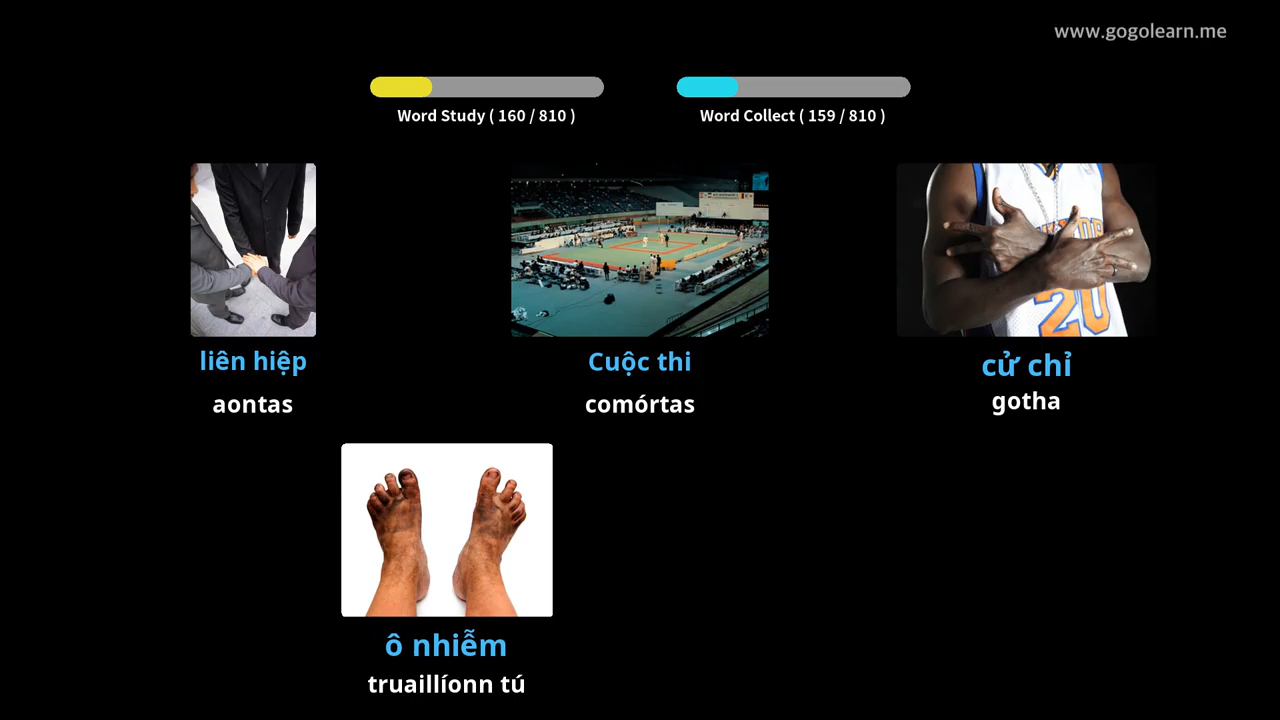 www.gogolearn.me
Word Study ( 160 / 810 )
Word Collect ( 159 / 810 )
liên hiệp
aontas
Cuộc thi
comórtas
cử chỉ
gotha
20
ô nhiễm
truaillíonn tú